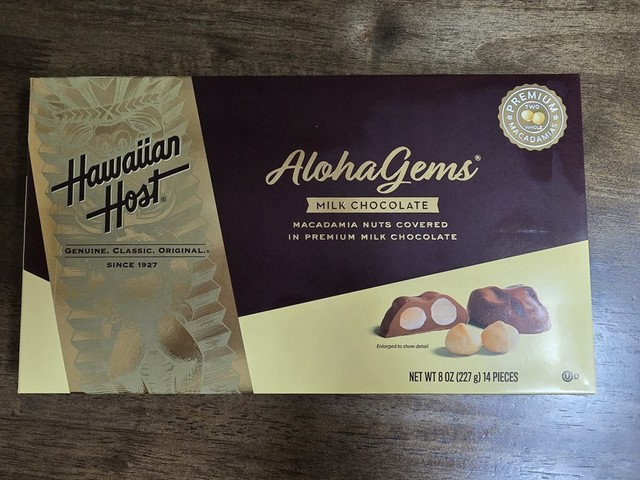 Hawaiian
Host®
GENUINE. CLASSIC. ORIGINAL.
SINCE 1927
AlohaGems®
MILK CHOCOLATE
MACADAMIA NUTS COVERED
IN PREMIUM MILK CHOCOLATE
PREMIUM
TWO
WHOLE
MACADAMIAS
Enlarged to show detail.
NET WT 8 OZ (227 g) 14 PIECES
U D